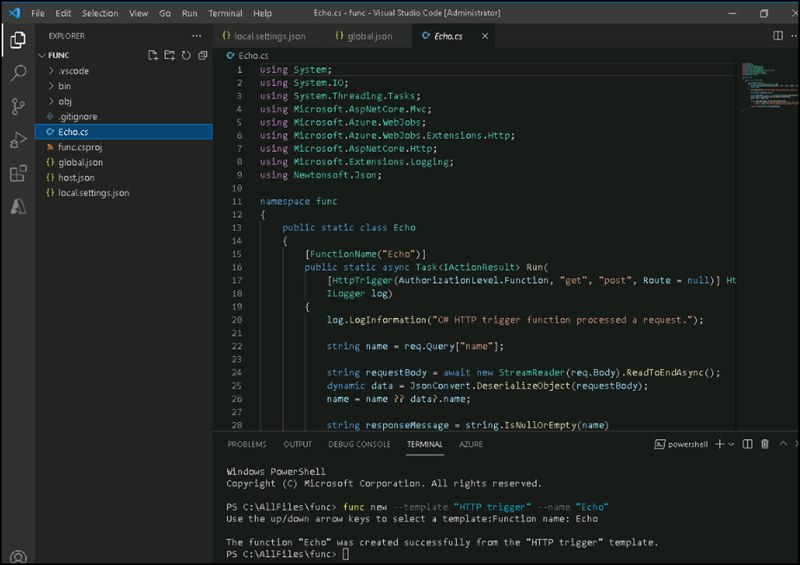 File Edit Selection View Go Run Terminal Help Echo.cs - func - Visual Studio Code [Administrator]
EXPLORER ...
local.settings.json global.json Echo.cs
FUNC
.vscode
bin
obj
.gitignore
Echo.cs
func.csproj
global.json
host.json
local.settings.json
Echo.cs
1 using System;
2 using System.IO;
3 using System.Threading.Tasks;
4 using Microsoft.AspNetCore.Mvc;
5 using Microsoft.Azure.WebJobs;
6 using Microsoft.Azure.WebJobs.Extensions.Http;
7 using Microsoft.AspNetCore.Http;
8 using Microsoft.Extensions.Logging;
9 using Newtonsoft.Json;
10
11 namespace func
12 {
13 public static class Echo
14 {
15 [FunctionName("Echo")]
16 public static async Task<IActionResult> Run(
17 [HttpTrigger(AuthorizationLevel.Function, "get", "post", Route = null)] Ht
18 ILogger log)
19 {
20 log.LogInformation("C# HTTP trigger function processed a request.");
21
22 string name = req.Query["name"];
23
24 string requestBody = await new StreamReader(req.Body).ReadToEndAsync();
25 dynamic data = JsonConvert.DeserializeObject(requestBody);
26 name = name ?? data?.name;
27
28 string responseMessage = string.IsNullOrEmpty(name)
PROBLEMS OUTPUT DEBUG CONSOLE TERMINAL AZURE powershell
Windows PowerShell
Copyright (C) Microsoft Corporation. All rights reserved.
PS C:\AllFiles\func> func new --template "HTTP trigger" --name "Echo"
Use the up/down arrow keys to select a template:Function name: Echo
The function "Echo" was created successfully from the "HTTP trigger" template.
PS C:\AllFiles\func>